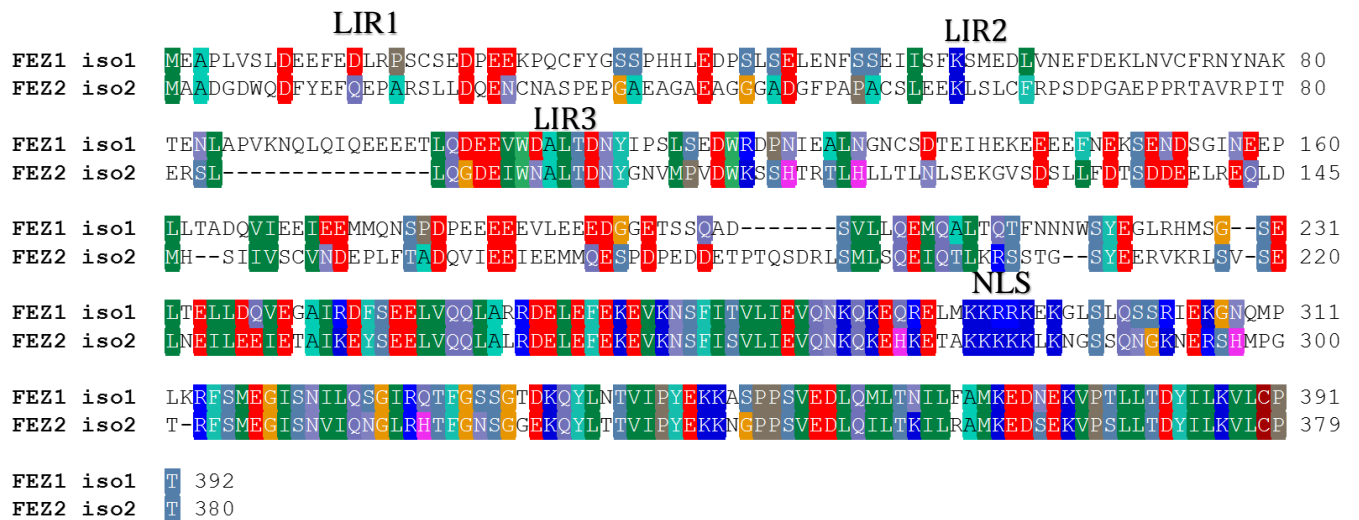 LIR1 LIR2
FEZ1 iso1 MEAPLVSLDEEFEDLRPSCSEDPEEKPQCFYGSSPHHLEDPSLSELENFSSEIISFKSMEDLVNEFDEKLNVCFRNYNAK 80
FEZ2 iso2 MAADGDWQDFYEFQEPARSLLDQENCNASPEPGAEAGAEAGGGADGFPAPACSLEEKLSLCFRPSDPGAEPPRTAVRPIT 80
LIR3
FEZ1 iso1 TENLAPVKNQLQIQEEEETLQDEEVWDALTDNYIPSLSEDWRDPNIEALNGNCSDTEIHEKEEEEFNEKSENDSGINEEP 160
FEZ2 iso2 ERSL---------------LQGDEIWNALTDNYGNVMPVDWKSSHTRTLHLLTLNLSEKGVSDSLLFDTSDDEELREQLD 145
FEZ1 iso1 LLTADQVIEEIEEMMQNSPDPEEEEEVLEEEDGGETSSQAD-------SVLLQEMQALTQTFNNNWSYEGLRHMSG--SE 231
FEZ2 iso2 MH--SIIVSCVNDEPLFTADQVIEEIEEMMQESPDPEDDETPTQSDRLSMLSQEIQTLKRSSTG--SYEERVKRLSV-SE 220
NLS
FEZ1 iso1 LTELLDQVEGAIRDFSEELVQQLARRDELEFEKEVKNSFITVLIEVQNKQKEQRELMKKRRKEKGLSLQSSRIEKGNQMP 311
FEZ2 iso2 LNEILEEIETAIKEYSEELVQQLALRDELEFEKEVKNSFISVLIEVQNKQKEHKETAKKKKKLKNGSSQNGKNERSHMPG 300
FEZ1 iso1 LKRFSMEGISNILQSGIRQTFGSSGTDKQYLNTVIPYEKKASPPSVEDLQMLTNILFAMKEDNEKVPTLLTDYILKVLCP 391
FEZ2 iso2 T-RFSMEGISNVIQNGLRHTFGNSGGEKQYLTTVIPYEKKNGPPSVEDLQILTKILRAMKEDSEKVPSLLTDYILKVLCP 379
FEZ1 iso1 T 392
FEZ2 iso2 T 380